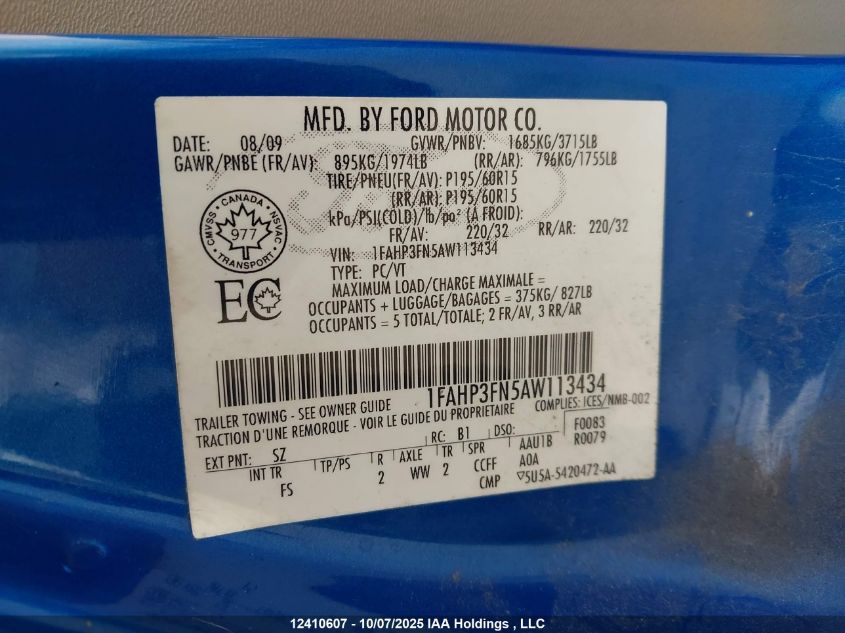 MFD. BY FORD MOTOR CO.
DATE: 08/09 GVWR/PNBV: 1685KG/3715LB
GAWR/PNBE (FR/AV): 895KG/1974LB (RR/AR): 796KG/1755LB
TIRE/PNEU(FR/AV): P195/60R15
(RR/AR): P195/60R15
kPa/PSI(COLD)/lb/po² (À FROID):
FR/AV: 220/32 RR/AR: 220/32
VIN: 1FAHP3FN5AW113434
TYPE: PC/VT
MAXIMUM LOAD/CHARGE MAXIMALE =
OCCUPANTS + LUGGAGE/BAGAGES = 375KG/ 827LB
OCCUPANTS = 5 TOTAL/TOTALE; 2 FR/AV, 3 RR/AR
CMVSS CANADA NSVAC
977
TRANSPORT
EC
1FAHP3FN5AW113434
TRAILER TOWING - SEE OWNER GUIDE COMPLIES: ICES/NMB-002
TRACTION D'UNE REMORQUE - VOIR LE GUIDE DU PROPRIETAIRE
EXT PNT: SZ RC: B1 DSO: F0083
INT TR TP/PS R AXLE TR SPR AAU1B R0079
FS 2 WW 2 CCFF A0A
CMP 5U5A-5420472-AA
12410607 - 10/07/2025 IAA Holdings , LLC